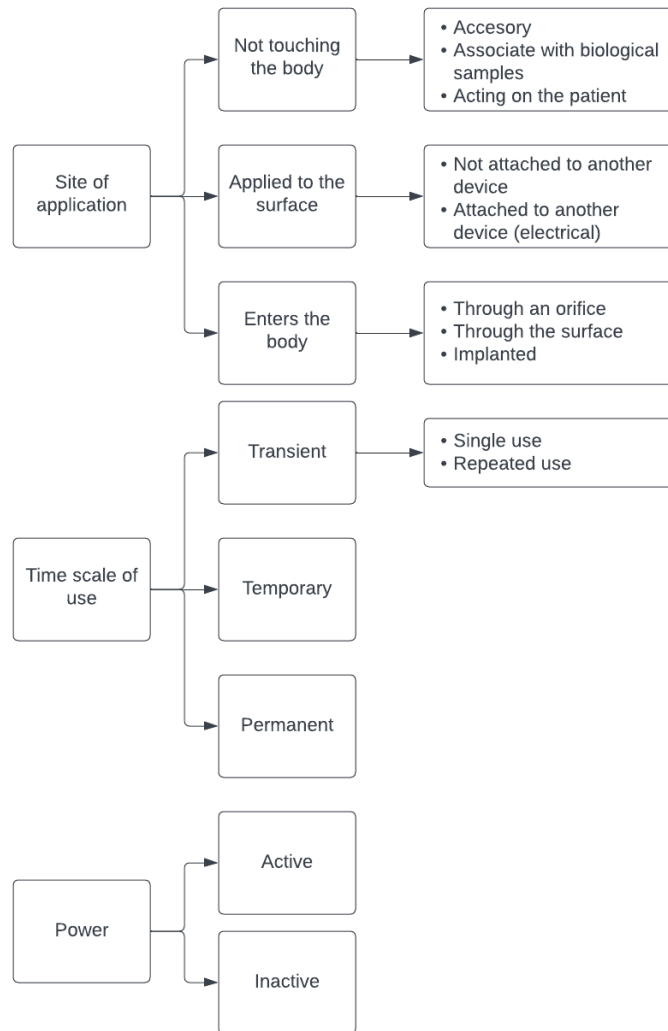 Not touching
the body
• Accesory
• Associate with biological
samples
• Acting on the patient
Site of
application
Applied to the
surface
• Not attached to another
device
• Attached to another
device (electrical)
Enters the
body
• Through an orifice
• Through the surface
• Implanted
Transient
• Single use
• Repeated use
Time scale of
use
Temporary
Permanent
Active
Power
Inactive